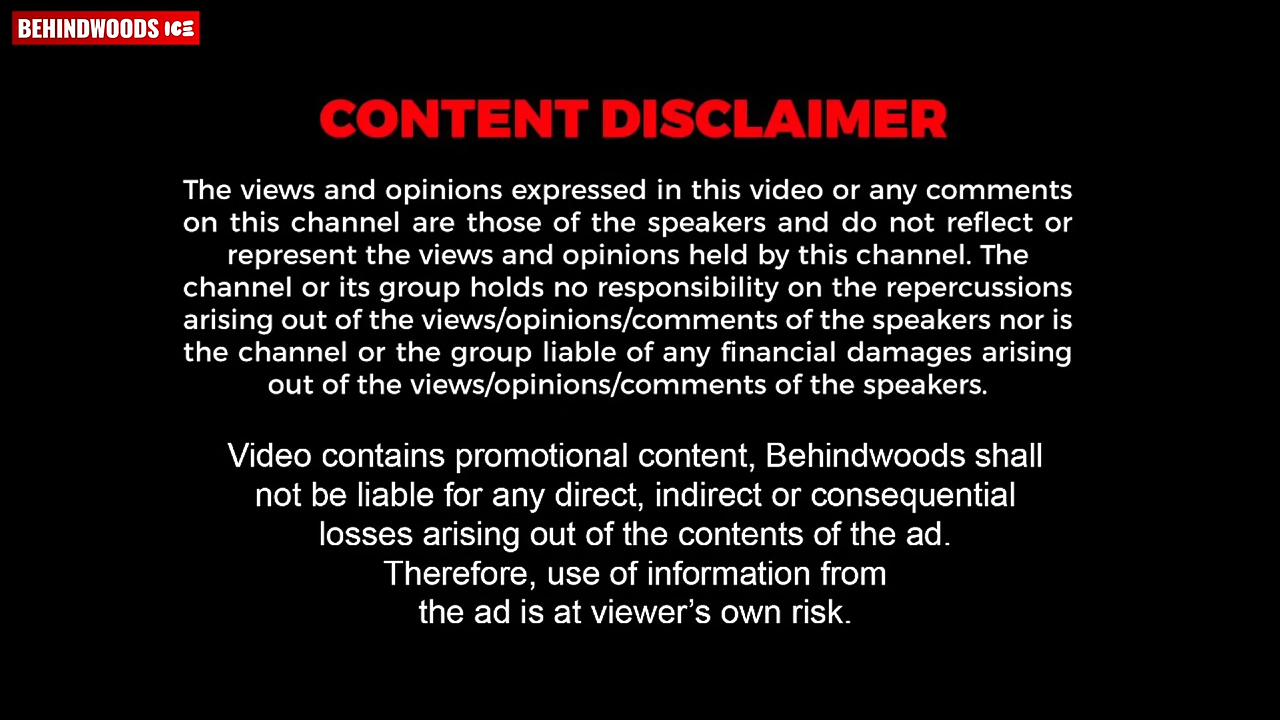 BEHINDWOODS ICE
CONTENT DISCLAIMER
The views and opinions expressed in this video or any comments
on this channel are those of the speakers and do not reflect or
represent the views and opinions held by this channel. The
channel or its group holds no responsibility on the repercussions
arising out of the views/opinions/comments of the speakers nor is
the channel or the group liable of any financial damages arising
out of the views/opinions/comments of the speakers.
Video contains promotional content, Behindwoods shall
not be liable for any direct, indirect or consequential
losses arising out of the contents of the ad.
Therefore, use of information from
the ad is at viewer’s own risk.